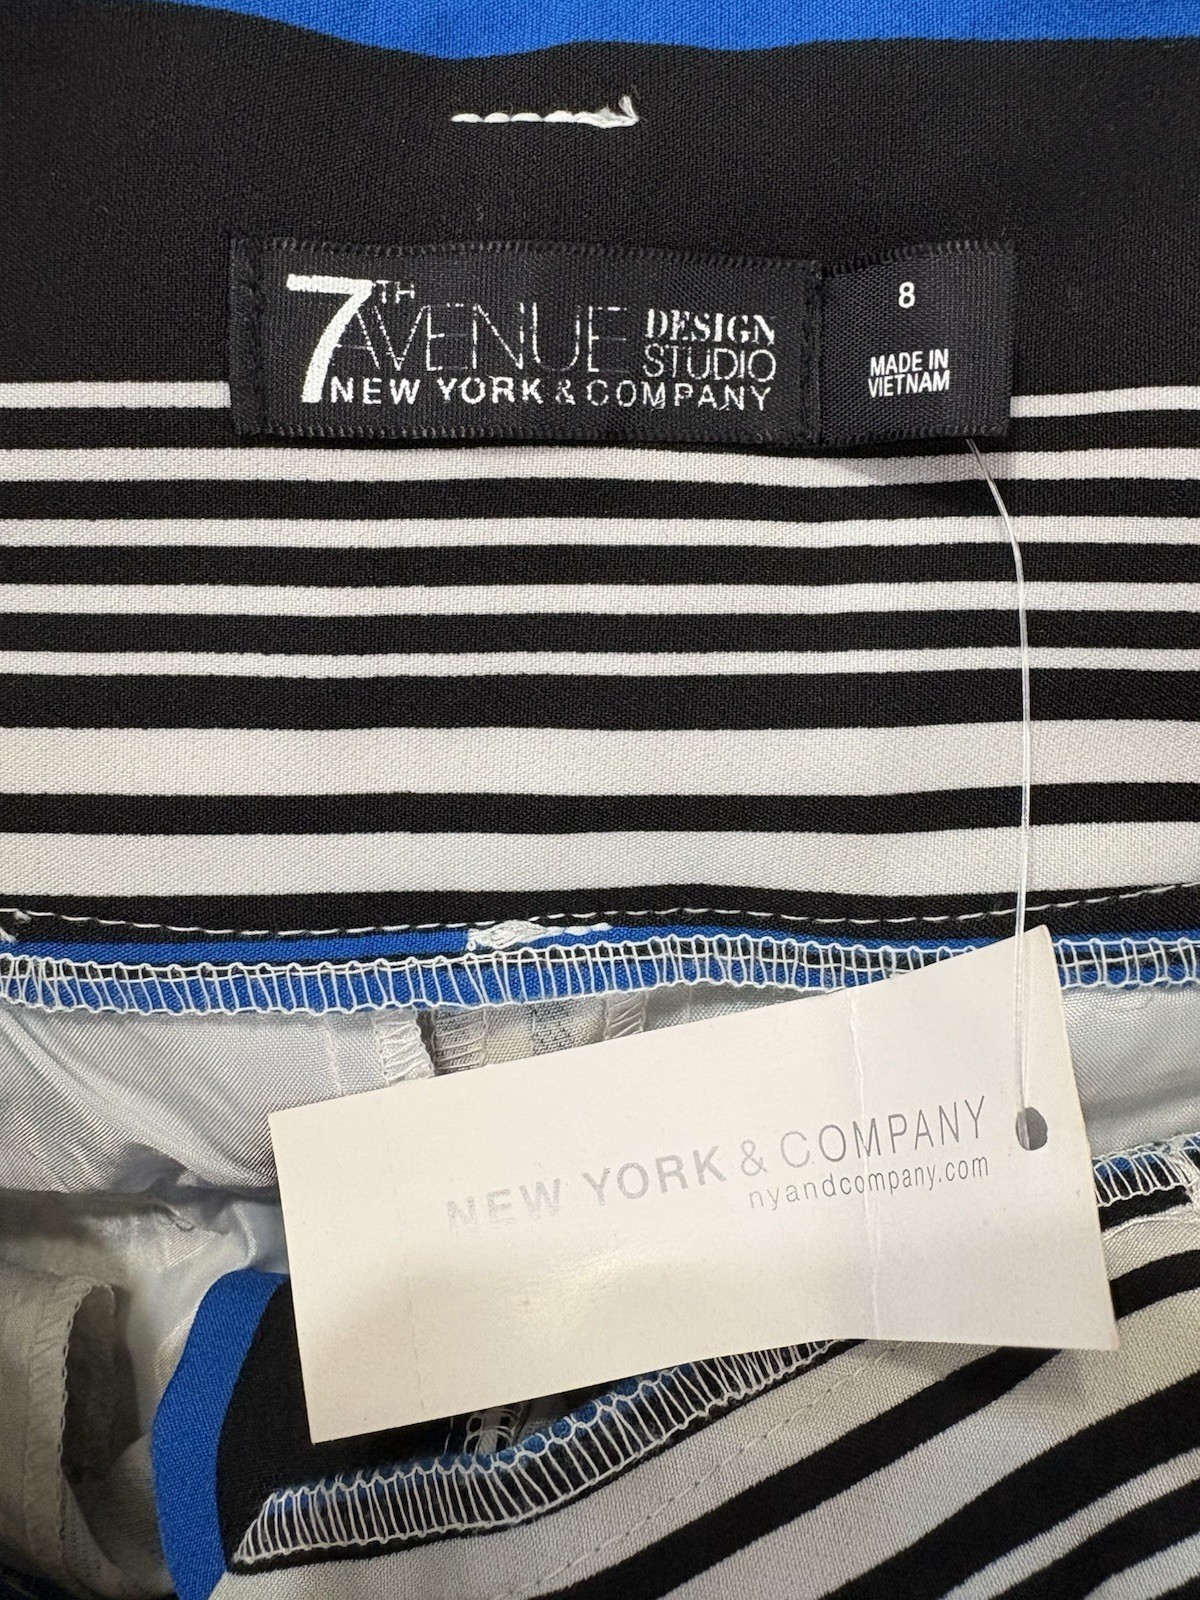 7TH
AVENUE
DESIGN
STUDIO
NEW YORK & COMPANY
8
MADE IN
VIETNAM
NEW YORK & COMPANY
nyandcompany.com